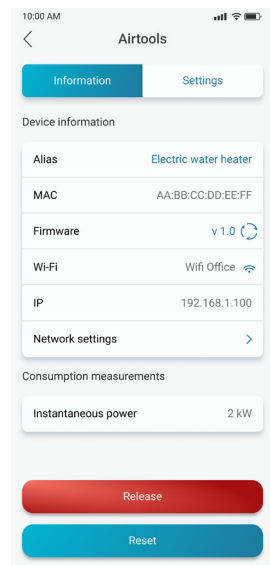 10:00 AM
Airtools
Information Settings
Device information
Alias Electric water heater
MAC AA:BB:CC:DD:EE:FF
Firmware v 1.0
Wi-Fi Wifi Office
IP 192.168.1.100
Network settings
Consumption measurements
Instantaneous power 2 kW
Release
Reset